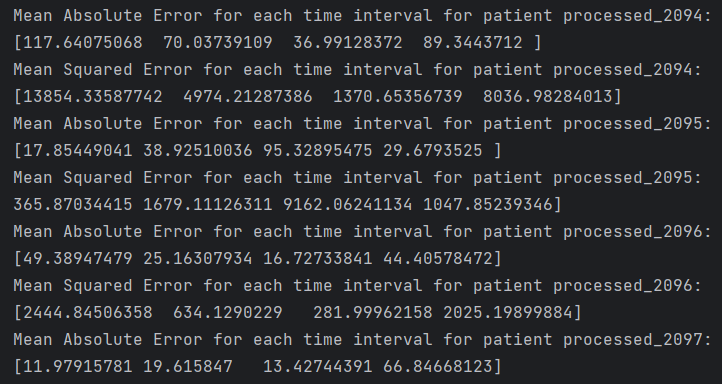 Mean Absolute Error for each time interval for patient processed_2094:
[117.64075068  70.03739109  36.99128372  89.3443712 ]
Mean Squared Error for each time interval for patient processed_2094:
[13854.33587742  4974.21287386  1370.65356739  8036.98284013]
Mean Absolute Error for each time interval for patient processed_2095:
[17.85449041 38.92510036 95.32895475 29.6793525 ]
Mean Squared Error for each time interval for patient processed_2095:
365.87034415 1679.11126311 9162.06241134 1047.85239346]
Mean Absolute Error for each time interval for patient processed_2096:
[49.38947479 25.16307934 16.72733841 44.40578472]
Mean Squared Error for each time interval for patient processed_2096:
[2444.84506358  634.1290229   281.99962158 2025.19899884]
Mean Absolute Error for each time interval for patient processed_2097:
[11.97915781 19.615847   13.42744391 66.84668123]